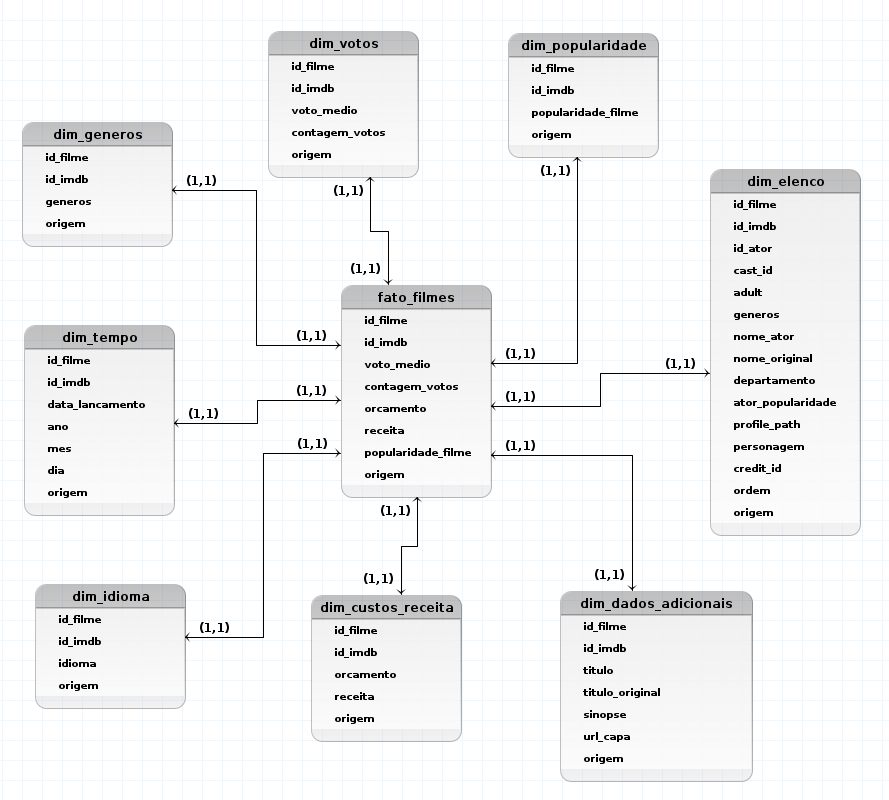 dim_votos
id_filme
id_imdb
voto_medio
contagem_votos
origem
(1,1)
dim_popularidade
id_filme
id_imdb
popularidade_filme
origem
(1,1)
dim_generos
id_filme
id_imdb
generos
origem
(1,1)
dim_elenco
id_filme
id_imdb
id_ator
cast_id
adult
generos
nome_ator
nome_original
departamento
ator_popularidade
profile_path
personagem
credit_id
ordem
origem
(1,1)
(1,1)
fato_filmes
id_filme
id_imdb
voto_medio
contagem_votos
orcamento
receita
popularidade_filme
origem
(1,1)
(1,1)
(1,1)
(1,1)
(1,1)
(1,1)
(1,1)
dim_tempo
id_filme
id_imdb
data_lancamento
ano
mes
dia
origem
(1,1)
dim_idioma
id_filme
id_imdb
idioma
origem
(1,1)
(1,1)
dim_custos_receita
id_filme
id_imdb
orcamento
receita
origem
(1,1)
dim_dados_adicionais
id_filme
id_imdb
titulo
titulo_original
sinopse
url_capa
origem